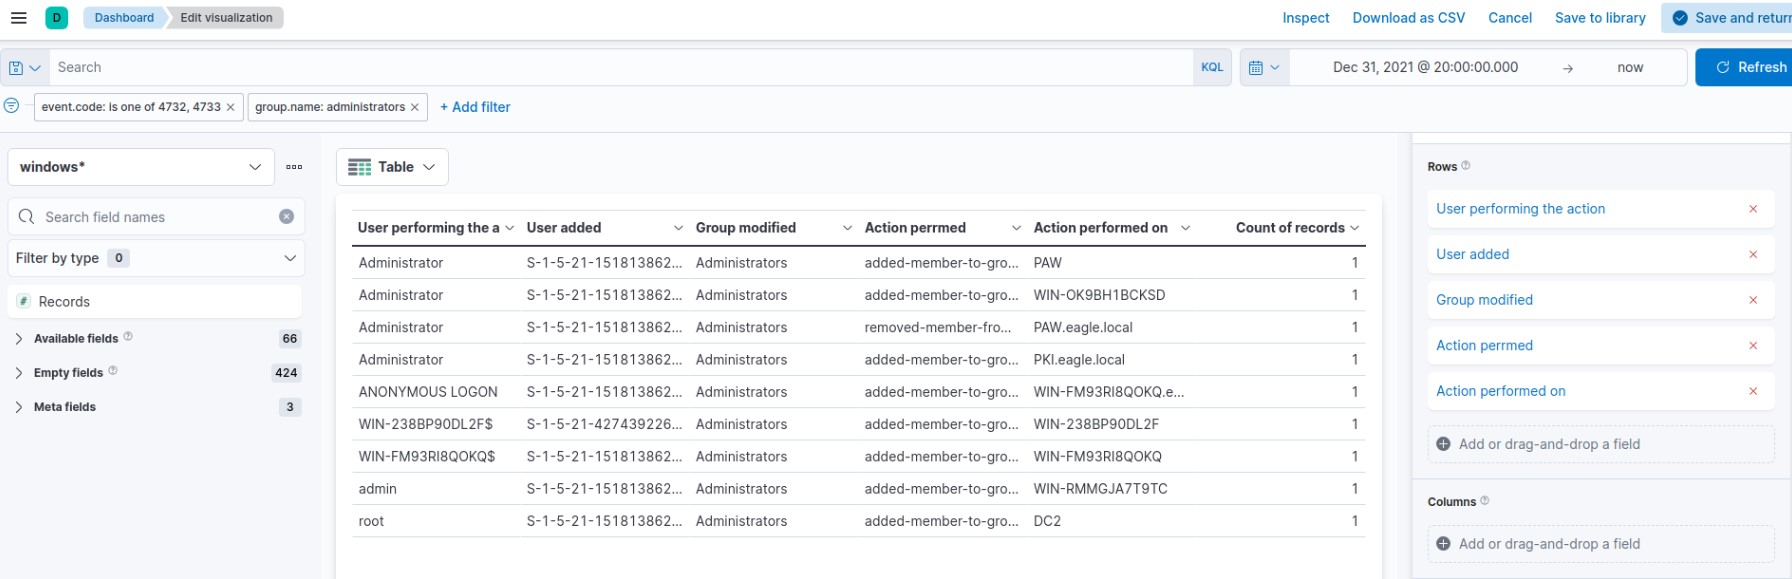 D Dashboard Edit visualization Inspect Download as CSV Cancel Save to library Save and return
Search KQL Dec 31, 2021 @ 20:00:00.000 → now Refresh
event.code: is one of 4732, 4733 × group.name: administrators × + Add filter
windows*
Search field names
Filter by type 0
# Records
Available fields 66
Empty fields 424
Meta fields 3
Table
User performing the a User added Group modified Action perrmed Action performed on Count of records
Administrator S-1-5-21-151813862... Administrators added-member-to-gro... PAW 1
Administrator S-1-5-21-151813862... Administrators added-member-to-gro... WIN-OK9BH1BCKSD 1
Administrator S-1-5-21-151813862... Administrators removed-member-fro... PAW.eagle.local 1
Administrator S-1-5-21-151813862... Administrators added-member-to-gro... PKI.eagle.local 1
ANONYMOUS LOGON S-1-5-21-151813862... Administrators added-member-to-gro... WIN-FM93RI8QOKQ.e... 1
WIN-238BP90DL2F$ S-1-5-21-427439226... Administrators added-member-to-gro... WIN-238BP90DL2F 1
WIN-FM93RI8QOKQ$ S-1-5-21-151813862... Administrators added-member-to-gro... WIN-FM93RI8QOKQ 1
admin S-1-5-21-151813862... Administrators added-member-to-gro... WIN-RMMGJA7T9TC 1
root S-1-5-21-151813862... Administrators added-member-to-gro... DC2 1
Rows
User performing the action ×
User added ×
Group modified ×
Action perrmed ×
Action performed on ×
Add or drag-and-drop a field
Columns
Add or drag-and-drop a field